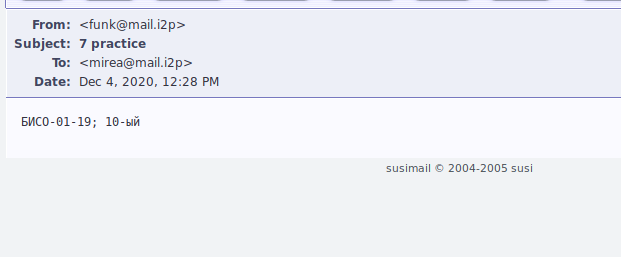 From: <funk@mail.i2p>
Subject: 7 practice
To: <mirea@mail.i2p>
Date: Dec 4, 2020, 12:28 PM
БИСО-01-19; 10-ый
susimail © 2004-2005 susi